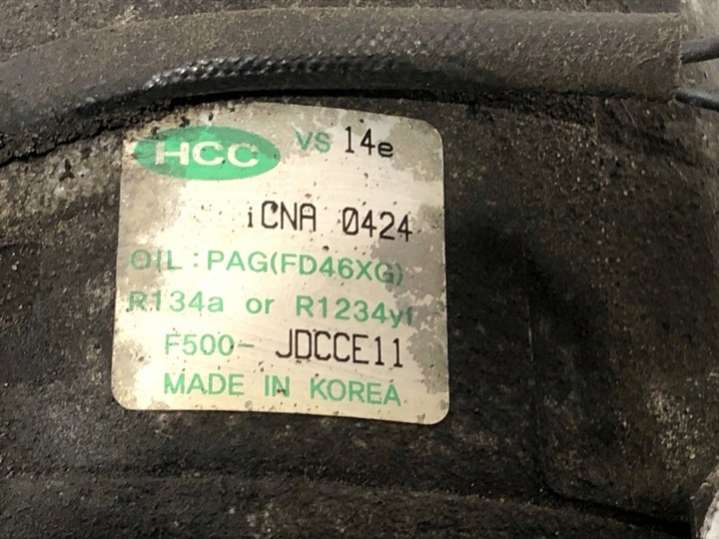 HCC VS 14e
iCNA 0424
OIL : PAG(FD46XG)
R134a or R1234yf
F500- JDCCE11
MADE IN KOREA